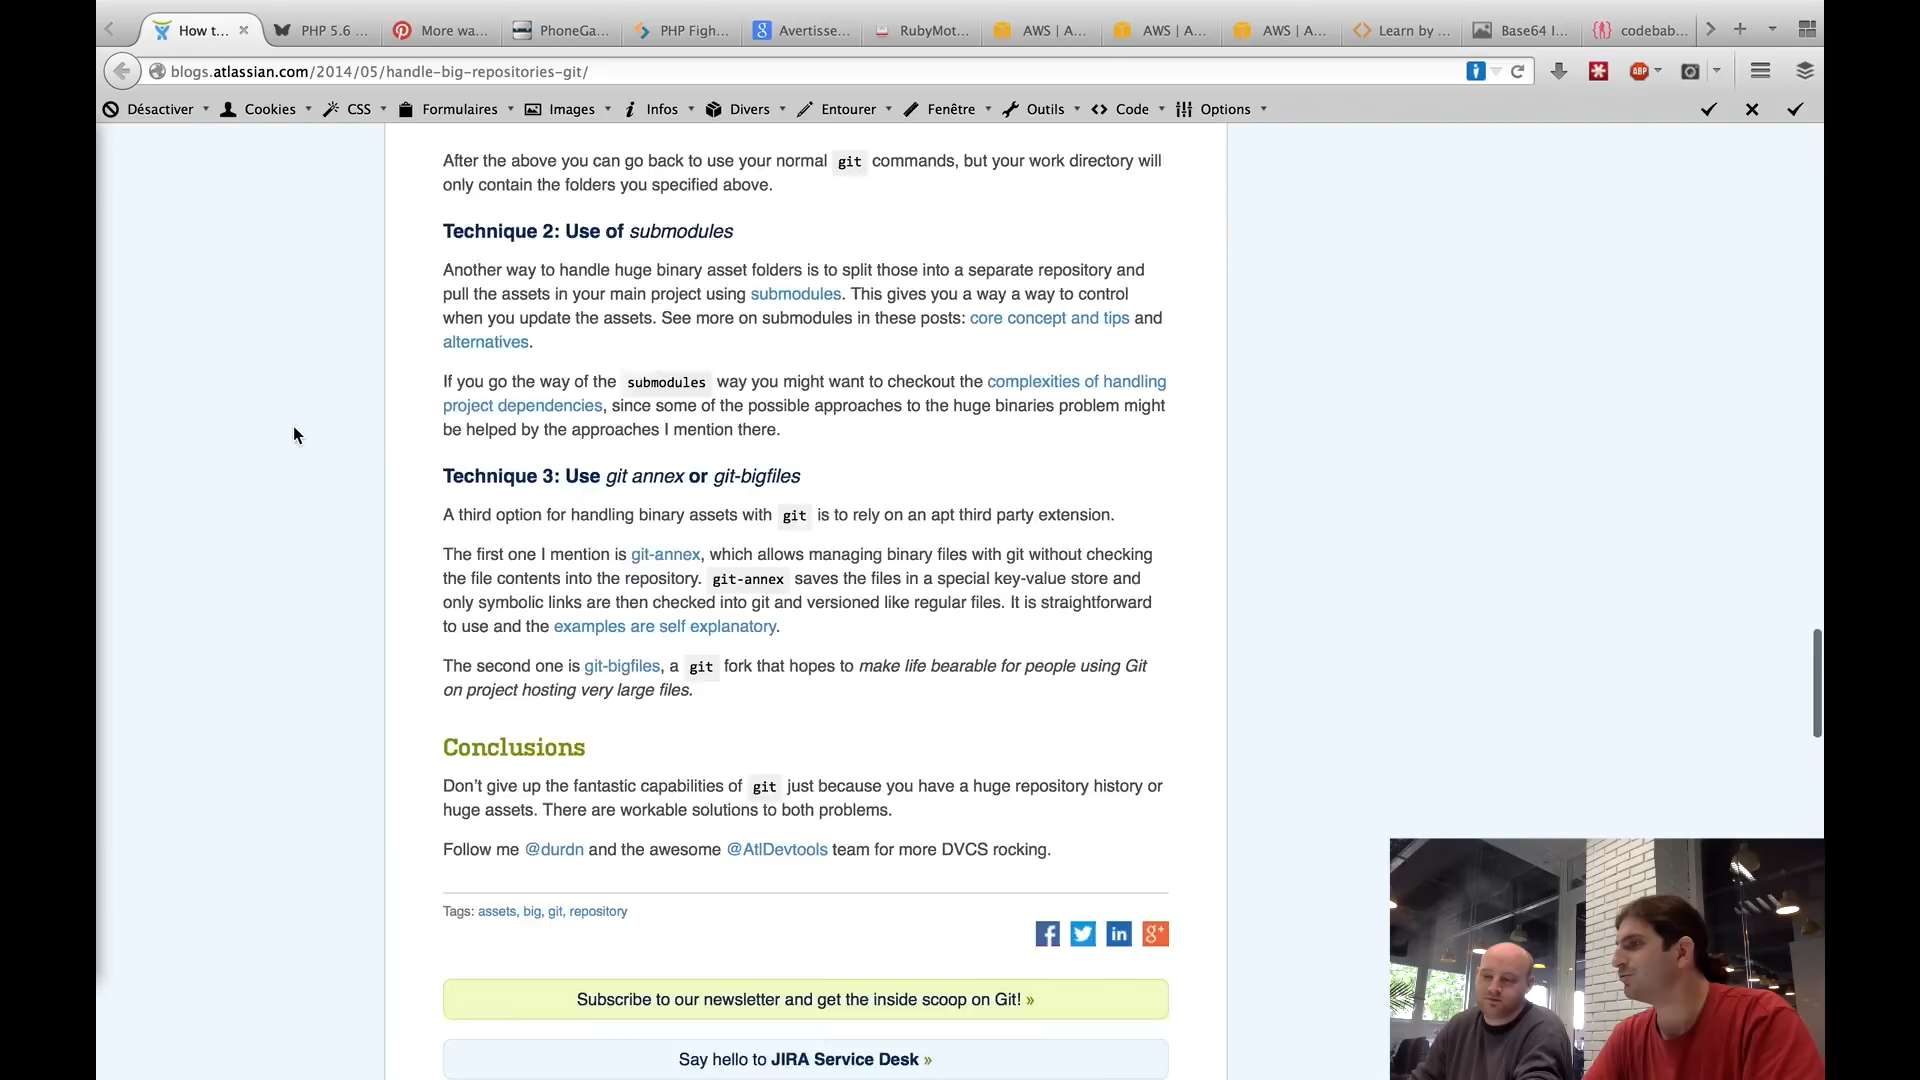 How t...
PHP 5.6 ...
More wa...
PhoneGa...
PHP Figh...
Avertisse...
RubyMot...
AWS | A...
AWS | A...
AWS | A...
Learn by ...
Base64 I...
codebab...
blogs.atlassian.com/2014/05/handle-big-repositories-git/
ABP
Désactiver
Cookies
CSS
Formulaires
Images
Infos
Divers
Entourer
Fenêtre
Outils
Code
Options
After the above you can go back to use your normal git commands, but your work directory will
only contain the folders you specified above.
Technique 2: Use of submodules
Another way to handle huge binary asset folders is to split those into a separate repository and
pull the assets in your main project using submodules. This gives you a way a way to control
when you update the assets. See more on submodules in these posts: core concept and tips and
alternatives.
If you go the way of the submodules way you might want to checkout the complexities of handling
project dependencies, since some of the possible approaches to the huge binaries problem might
be helped by the approaches I mention there.
Technique 3: Use git annex or git-bigfiles
A third option for handling binary assets with git is to rely on an apt third party extension.
The first one I mention is git-annex, which allows managing binary files with git without checking
the file contents into the repository. git-annex saves the files in a special key-value store and
only symbolic links are then checked into git and versioned like regular files. It is straightforward
to use and the examples are self explanatory.
The second one is git-bigfiles, a git fork that hopes to make life bearable for people using Git
on project hosting very large files.
Conclusions
Don't give up the fantastic capabilities of git just because you have a huge repository history or
huge assets. There are workable solutions to both problems.
Follow me @durdn and the awesome @AtlDevtools team for more DVCS rocking.
Tags: assets, big, git, repository
Subscribe to our newsletter and get the inside scoop on Git! »
Say hello to JIRA Service Desk »